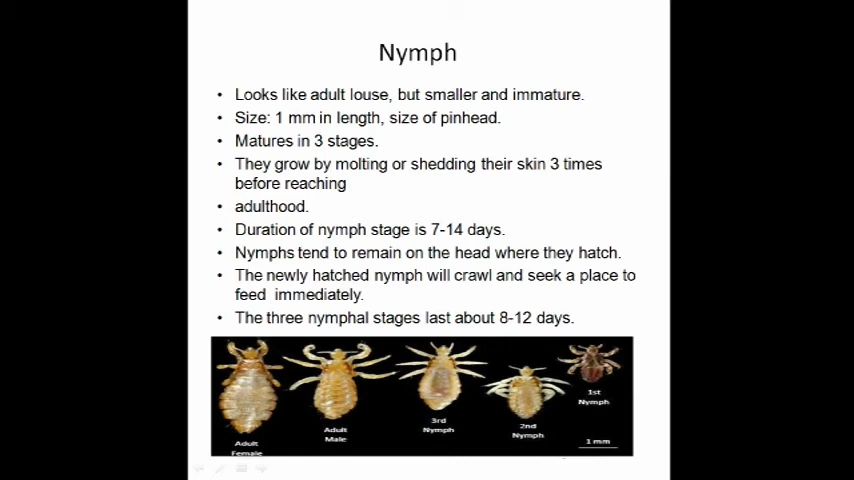 Nymph
• Looks like adult louse, but smaller and immature.
• Size: 1 mm in length, size of pinhead.
• Matures in 3 stages.
• They grow by molting or shedding their skin 3 times
before reaching
• adulthood.
• Duration of nymph stage is 7-14 days.
• Nymphs tend to remain on the head where they hatch.
• The newly hatched nymph will crawl and seek a place to
feed immediately.
• The three nymphal stages last about 8-12 days.
Adult
Female
Adult
Male
3rd
Nymph
2nd
Nymph
1st
Nymph
1 mm